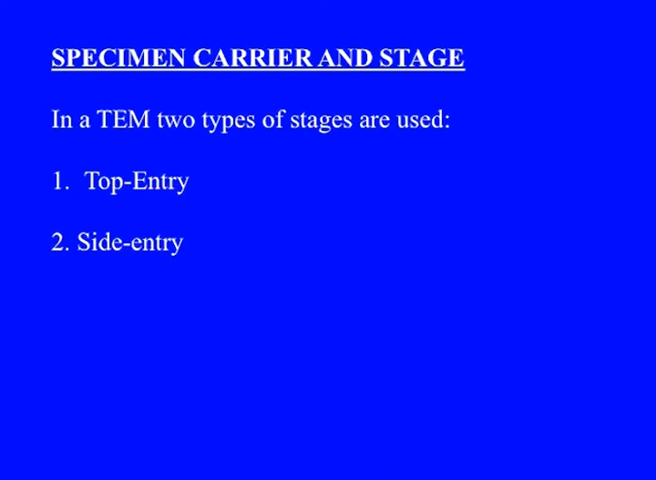 SPECIMEN CARRIER AND STAGE
In a TEM two types of stages are used:
1. Top-Entry
2. Side-entry